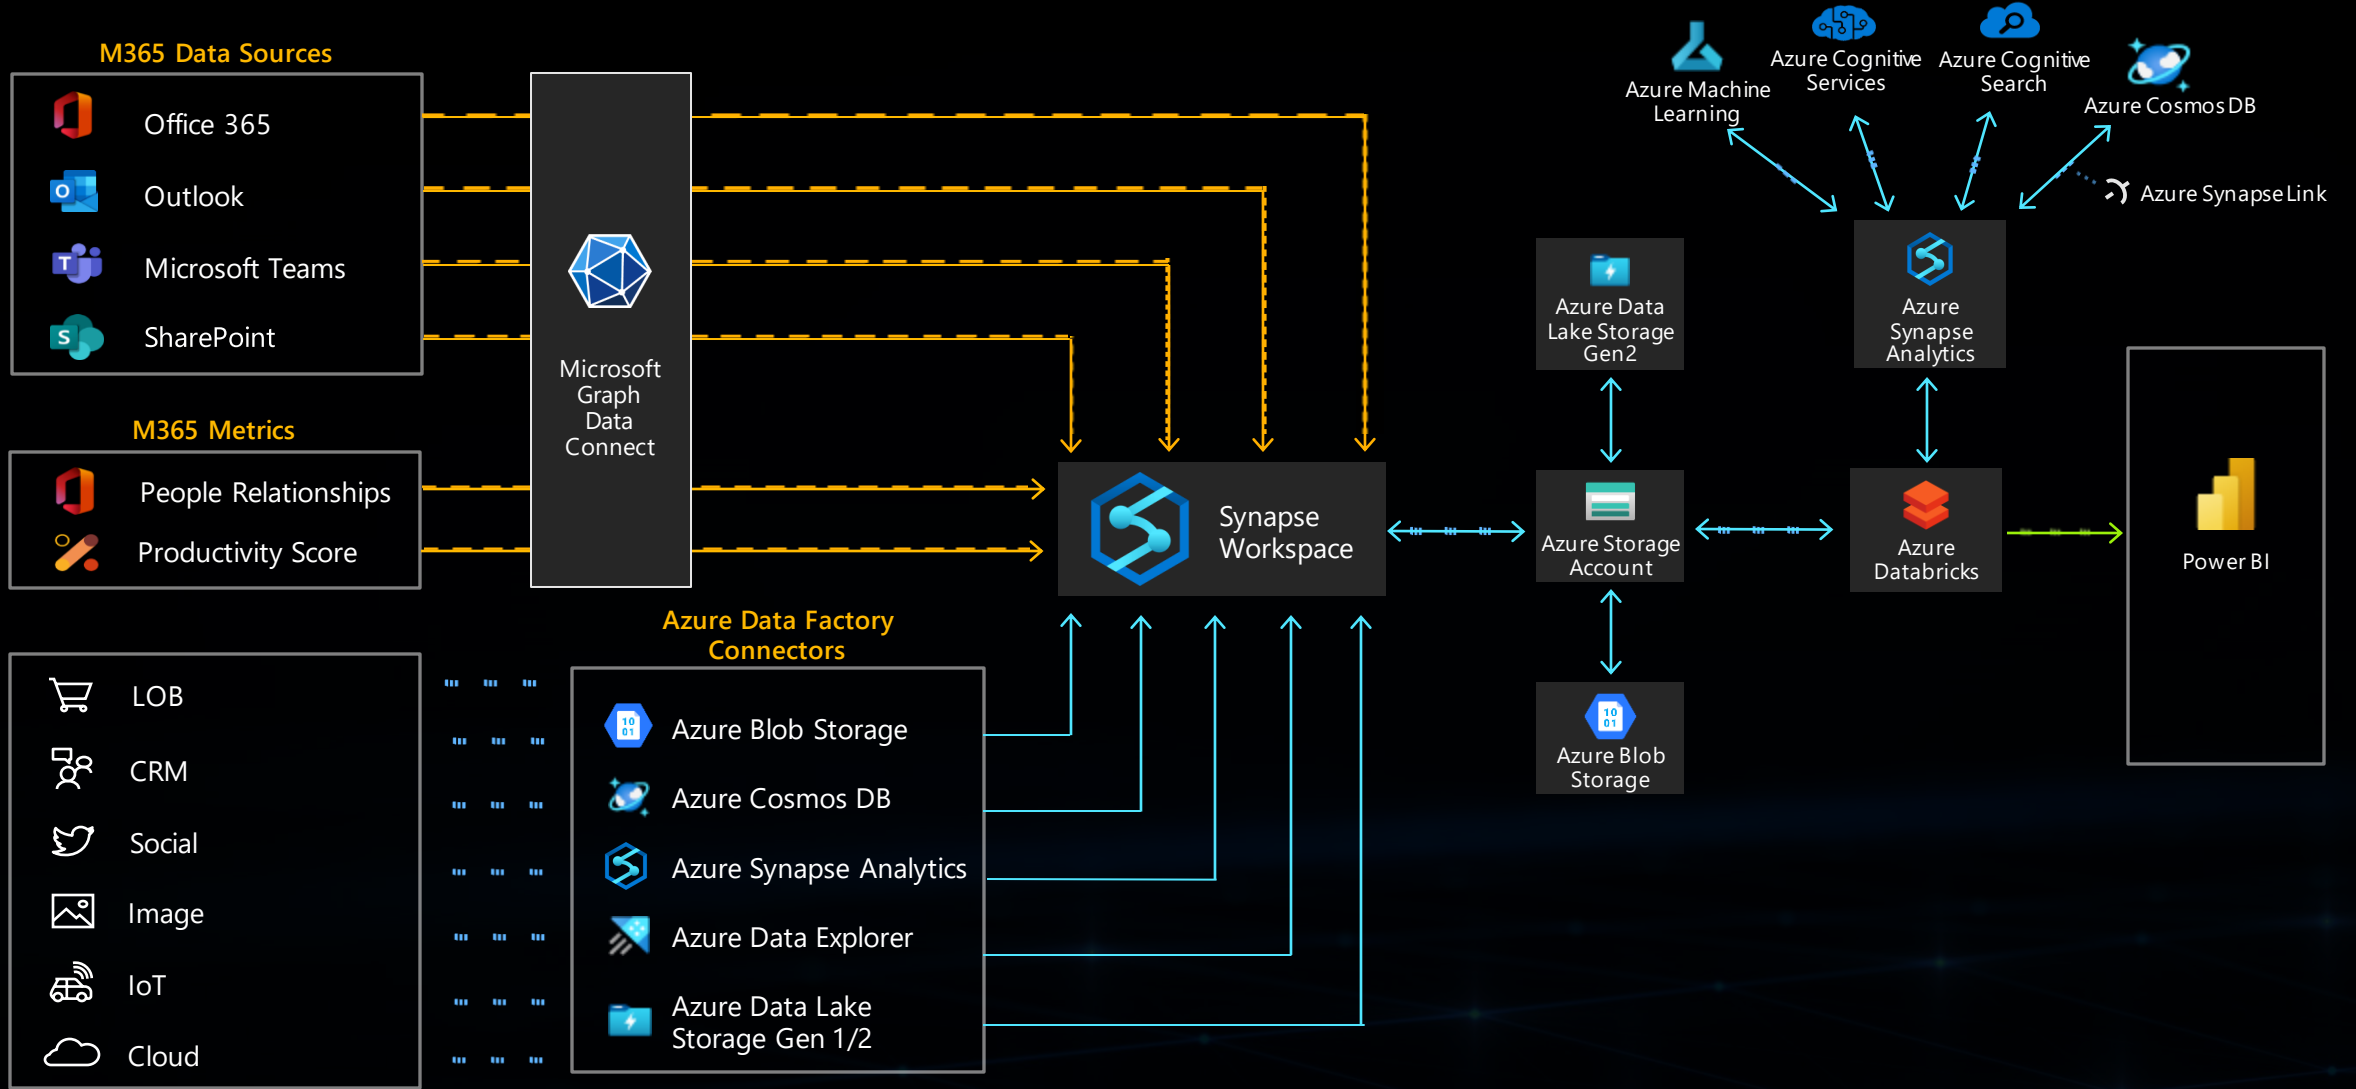 M365 Data Sources
Office 365
Outlook
Microsoft Teams
SharePoint
M365 Metrics
People Relationships
Productivity Score
LOB
CRM
Social
Image
IoT
Cloud
Microsoft
Graph
Data
Connect
Azure Data Factory
Connectors
Azure Blob Storage
Azure Cosmos DB
Azure Synapse Analytics
Azure Data Explorer
Azure Data Lake
Storage Gen 1/2
Synapse
Workspace
Azure Data
Lake Storage
Gen2
Azure Storage
Account
Azure Blob
Storage
Azure Machine
Learning
Azure Cognitive
Services
Azure Cognitive
Search
Azure Cosmos DB
Azure Synapse Link
Azure
Synapse
Analytics
Azure
Databricks
Power BI